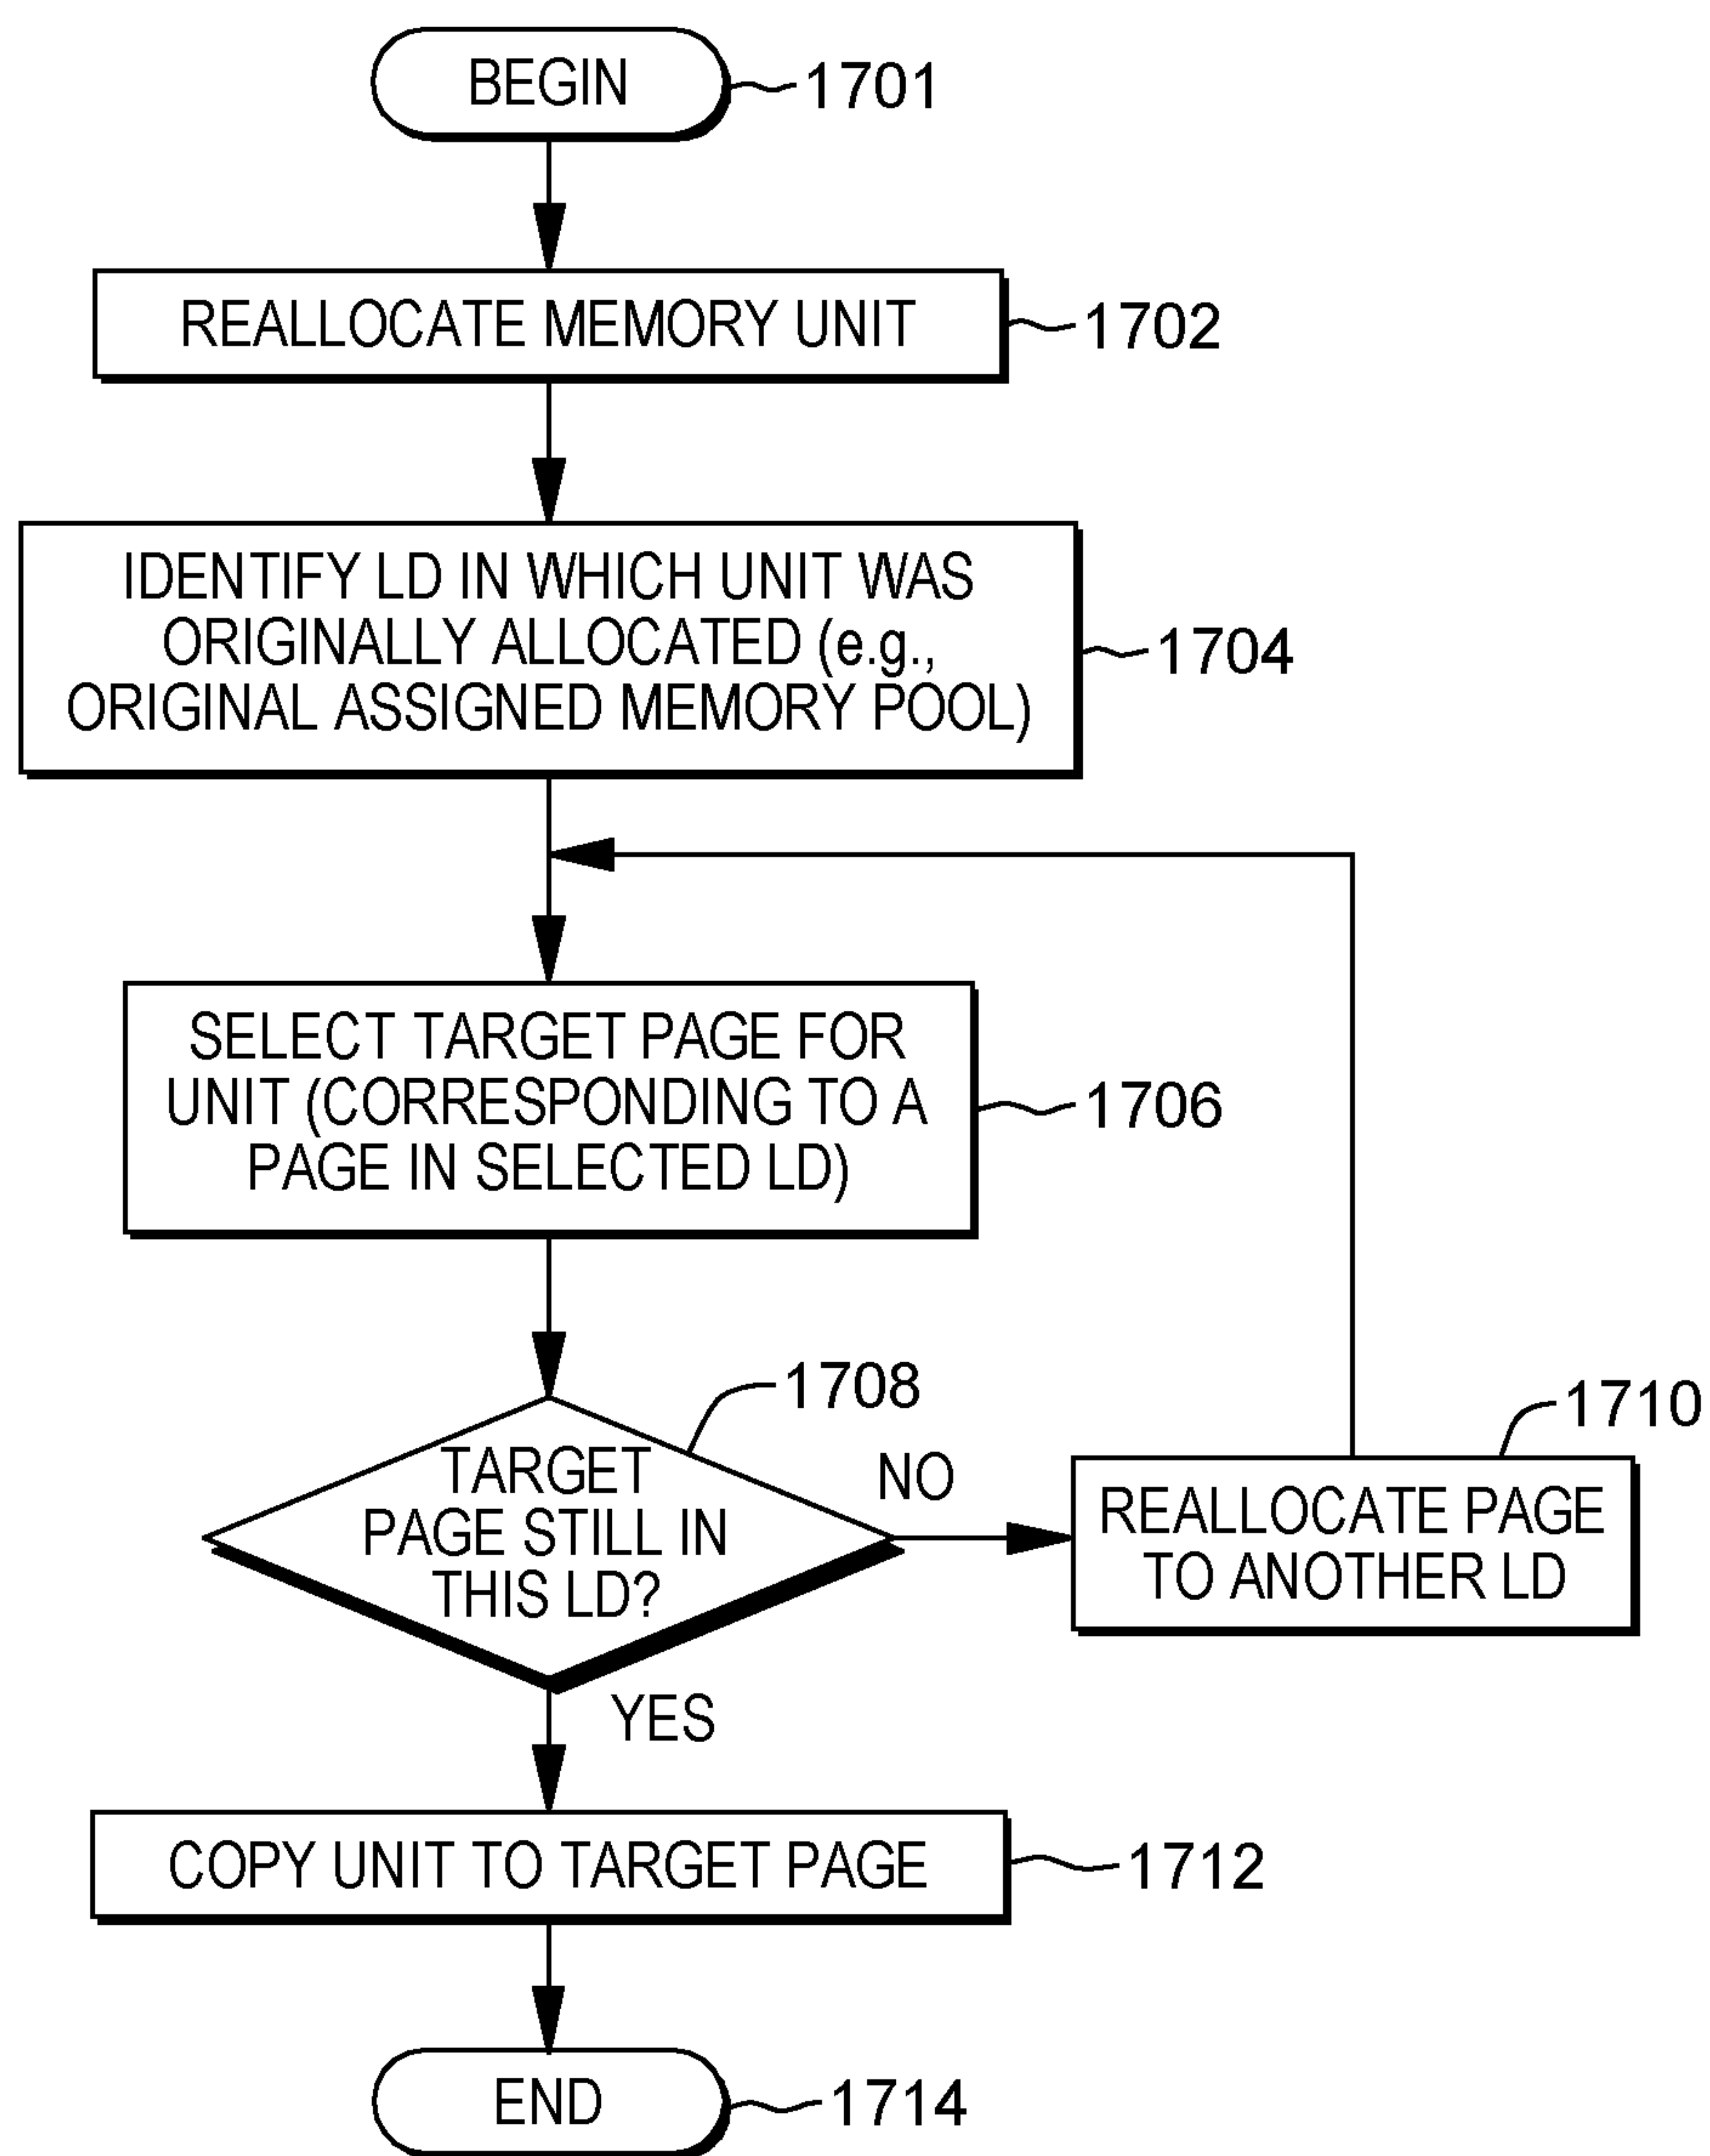 BEGIN
1701
REALLOCATE MEMORY UNIT
1702
IDENTIFY LD IN WHICH UNIT WAS
ORIGINALLY ALLOCATED (e.g.,
ORIGINAL ASSIGNED MEMORY POOL)
1704
SELECT TARGET PAGE FOR
UNIT (CORRESPONDING TO A
PAGE IN SELECTED LD)
1706
1708
TARGET
PAGE STILL IN
THIS LD?
NO
1710
REALLOCATE PAGE
TO ANOTHER LD
YES
COPY UNIT TO TARGET PAGE
1712
END
1714